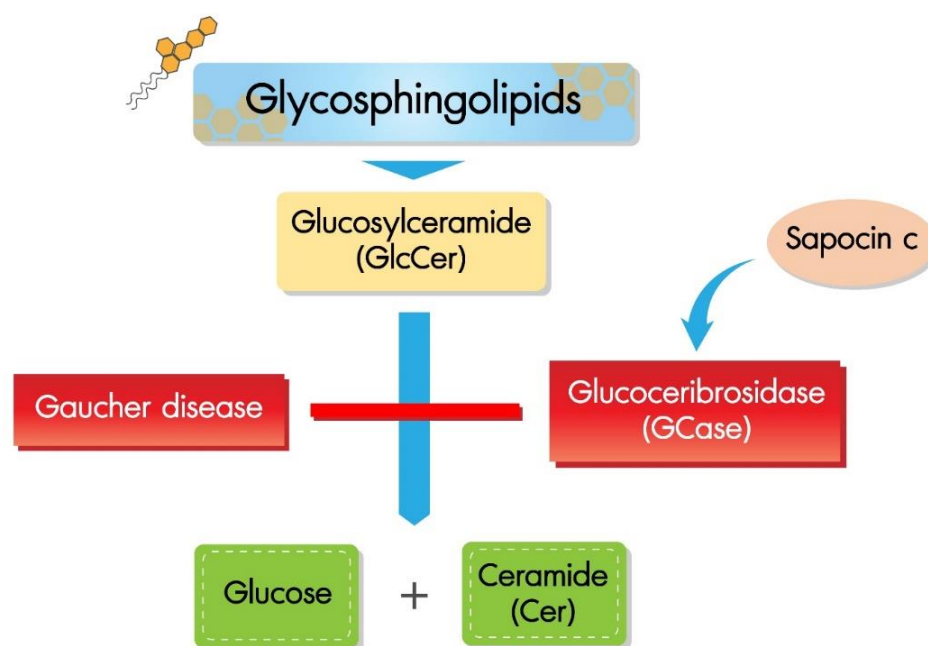 Glycosphingolipids
Glucosylceramide
(GlcCer)
Sapocin c
Gaucher disease
Glucoceribrosidase
(GCase)
Glucose
+
Ceramide
(Cer)